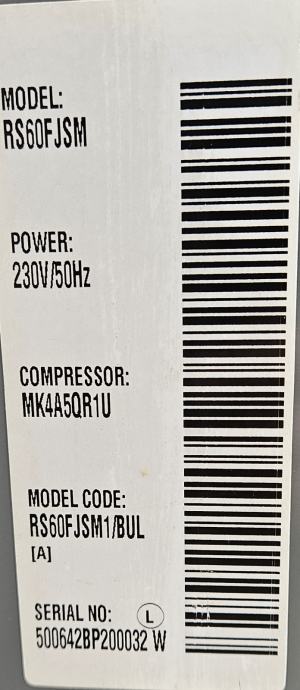 MODEL:
RS60FJSM
POWER:
230V/50Hz
COMPRESSOR:
MK4A5QR1U
MODEL CODE:
RS60FJSM1/BUL
[A]
SERIAL NO: Ⓛ
500642BP200032 W